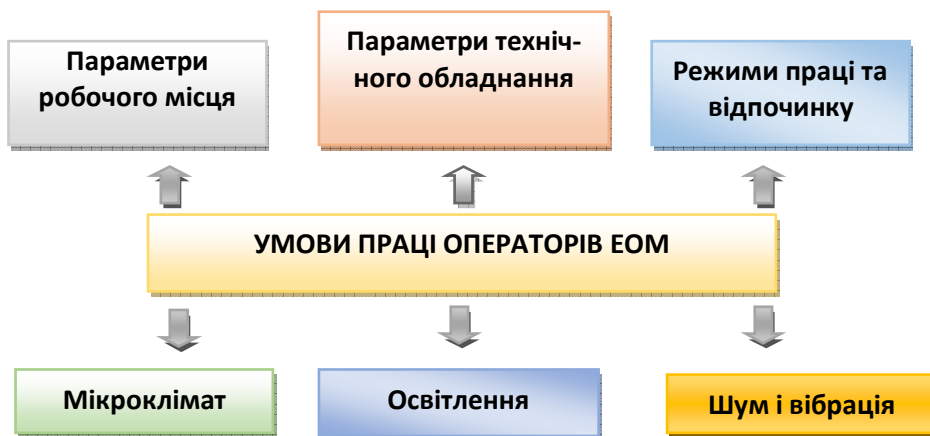 Параметри
робочого місця
Параметри техніч-
ного обладнання
Режими праці та
відпочинку
УМОВИ ПРАЦІ ОПЕРАТОРІВ ЕОМ
Мікроклімат
Освітлення
Шум і вібрація